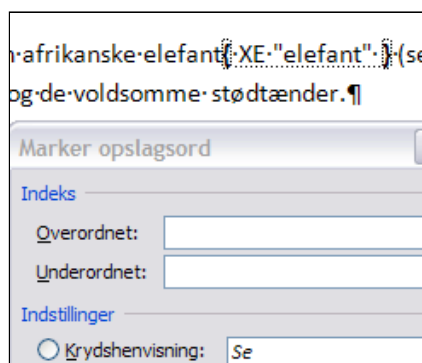 n·afrikanske·elefant{·XE·"elefant"·}·(se
og·de·voldsomme·stødtænder.¶
Marker opslagsord
Indeks
Overordnet:
Underordnet:
Indstillinger
Krydshenvisning: Se